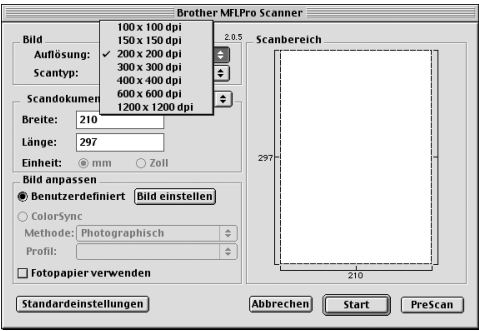 Brother MFLPro Scanner
Bild
2.0.5
Auflösung:
100 x 100 dpi
150 x 150 dpi
✓ 200 x 200 dpi
300 x 300 dpi
400 x 400 dpi
600 x 600 dpi
1200 x 1200 dpi
Scantyp:
Scandokumen
Breite: 210
Länge: 297
Einheit: mm Zoll
Bild anpassen
Benutzerdefiniert Bild einstellen
ColorSync
Methode: Photographisch
Profil:
Fotopapier verwenden
Scanbereich
297
210
Standardeinstellungen Abbrechen Start PreScan